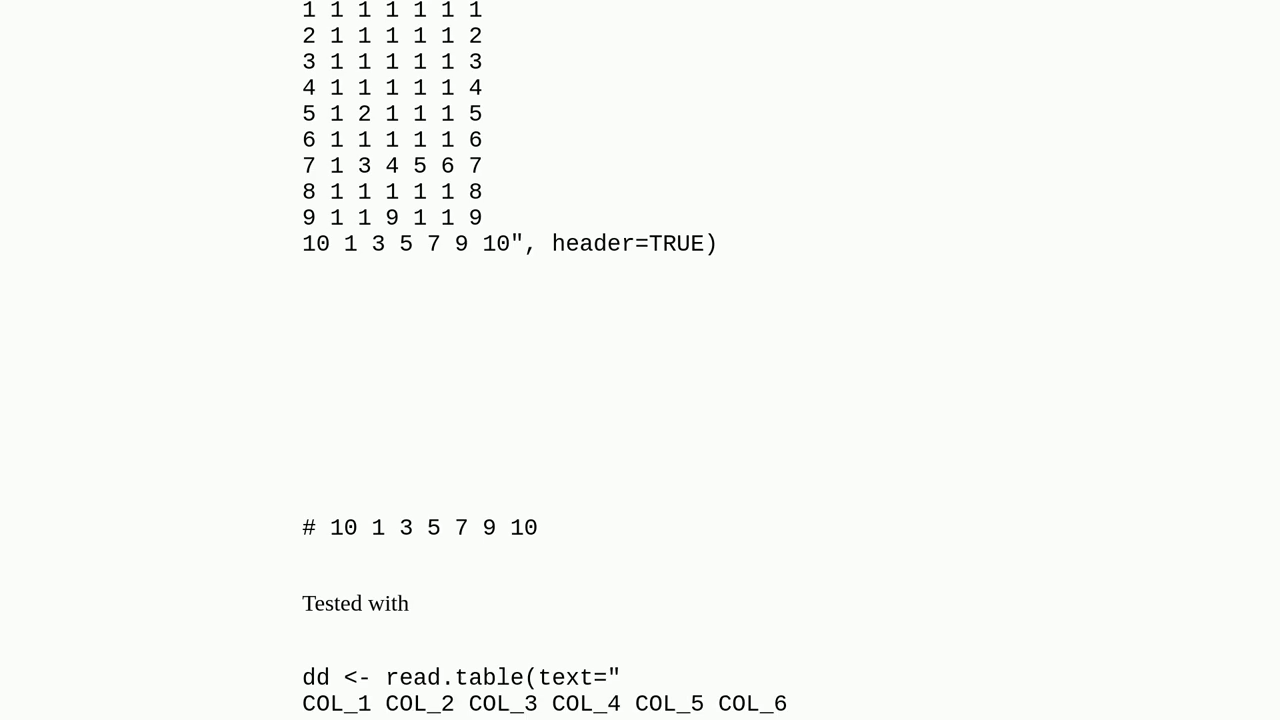 1 1 1 1 1 1 1
2 1 1 1 1 1 2
3 1 1 1 1 1 3
4 1 1 1 1 1 4
5 1 2 1 1 1 5
6 1 1 1 1 1 6
7 1 3 4 5 6 7
8 1 1 1 1 1 8
9 1 1 9 1 1 9
10 1 3 5 7 9 10", header=TRUE)
# 10 1 3 5 7 9 10
Tested with
dd <- read.table(text="
COL_1 COL_2 COL_3 COL_4 COL_5 COL_6